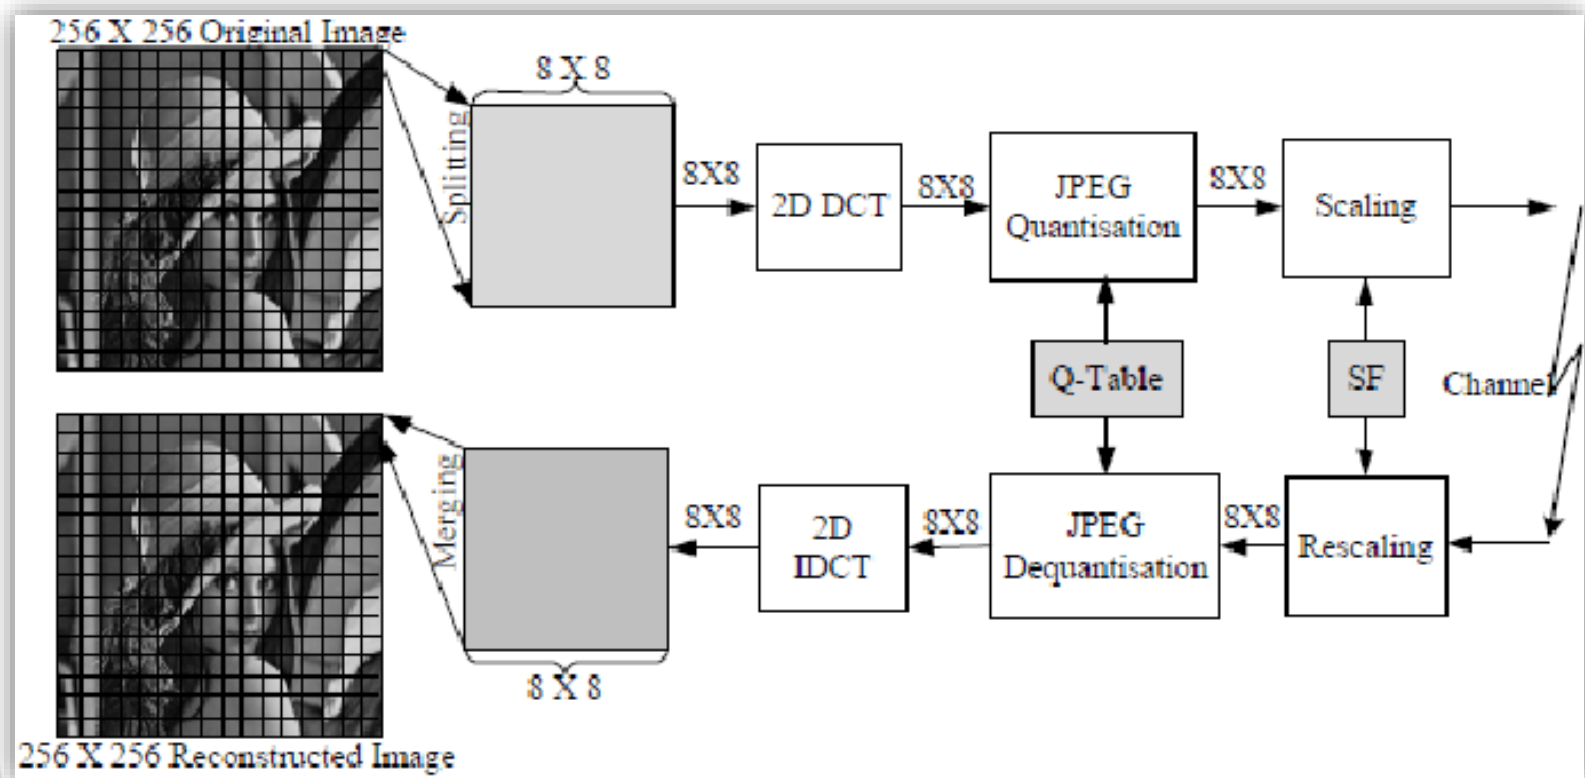 256 X 256 Original Image
8 X 8
Splitting
8X8
2D DCT
8X8
JPEG
Quantisation
8X8
Scaling
Q-Table
SF
Channel
Merging
8X8
2D
IDCT
8X8
JPEG
Dequantisation
8X8
Rescaling
8 X 8
256 X 256 Reconstructed Image